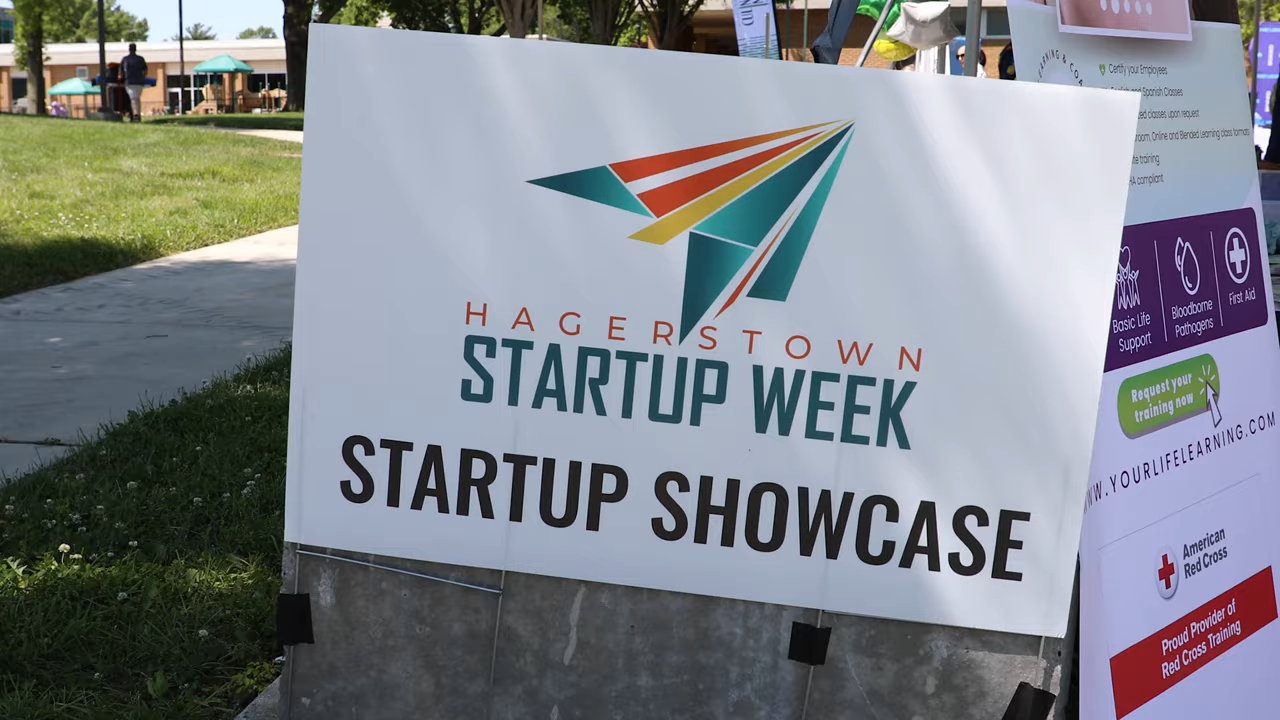 HAGERSTOWN
STARTUP WEEK
STARTUP SHOWCASE
Certify your Employees
Spanish Classes
classes upon request
Online and Blended Learning class formats
training
compliant
Basic Life
Support
Bloodborne
Pathogens
First Aid
Request your
training now
WWW.YOURLIFELEARNING.COM
American
Red Cross
Proud Provider of
Red Cross Training